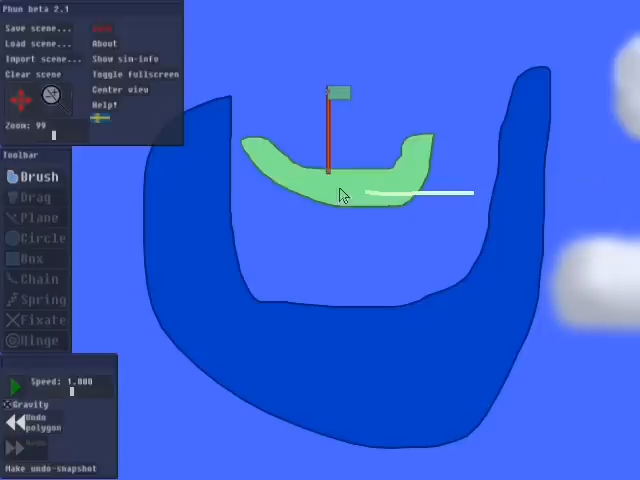 Phun beta 2.1
Save scene...
Load scene...
About
Import scene...
Show sim-info
Clear scene
Toggle fullscreen
Center view
Help!
Zoom: 99
Toolbar
Brush
Drag
Plane
Circle
Box
Chain
Spring
Fixate
Hinge
Speed: 1.000
Gravity
Undo
polygon
Make undo-snapshot